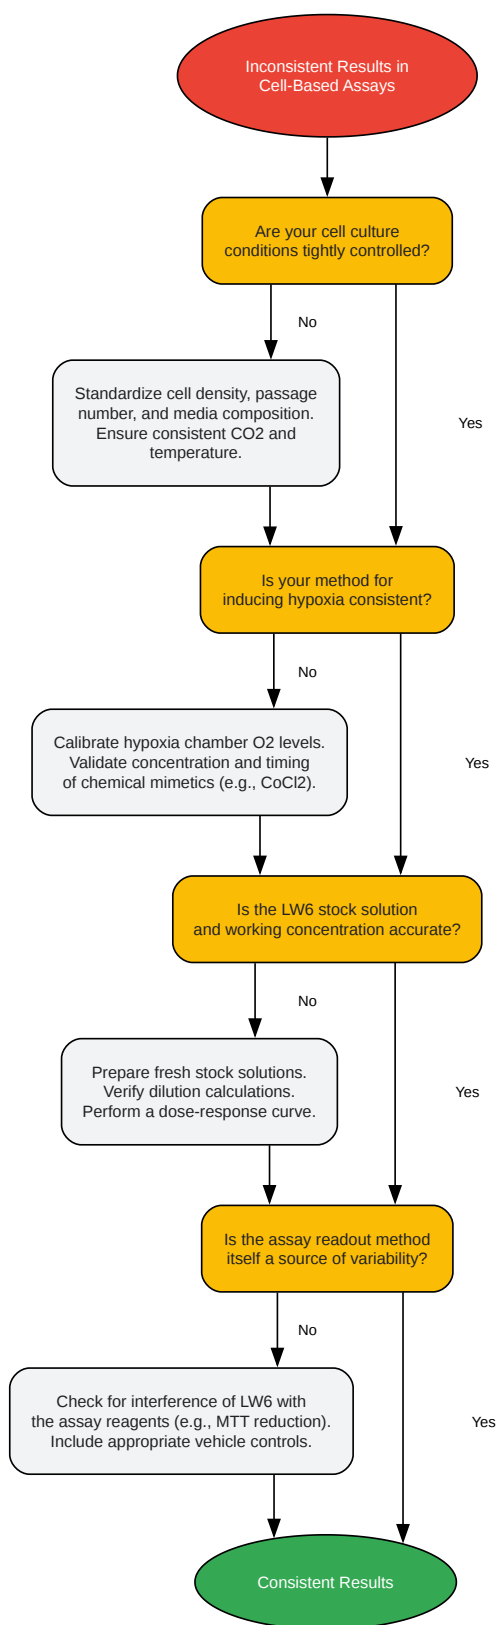 Inconsistent Results in
Cell-Based Assays
Are your cell culture
conditions tightly controlled?
No
Standardize cell density, passage
number, and media composition.
Ensure consistent CO2 and
temperature.
Yes
Is your method for
inducing hypoxia consistent?
No
Calibrate hypoxia chamber O2 levels.
Validate concentration and timing
of chemical mimetics (e.g., CoCl2).
Yes
Is the LW6 stock solution
and working concentration accurate?
No
Prepare fresh stock solutions.
Verify dilution calculations.
Perform a dose-response curve.
Yes
Is the assay readout method
itself a source of variability?
No
Check for interference of LW6 with
the assay reagents (e.g., MTT reduction).
Include appropriate vehicle controls.
Yes
Consistent Results